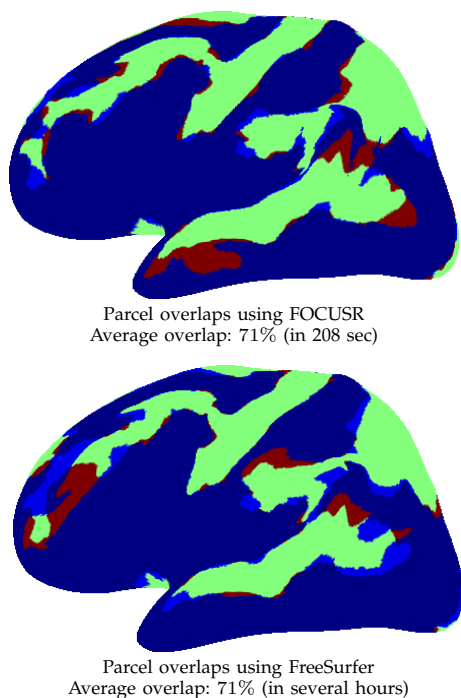 Parcel overlaps using FOCUSR
Average overlap: 71% (in 208 sec)
Parcel overlaps using FreeSurfer
Average overlap: 71% (in several hours)